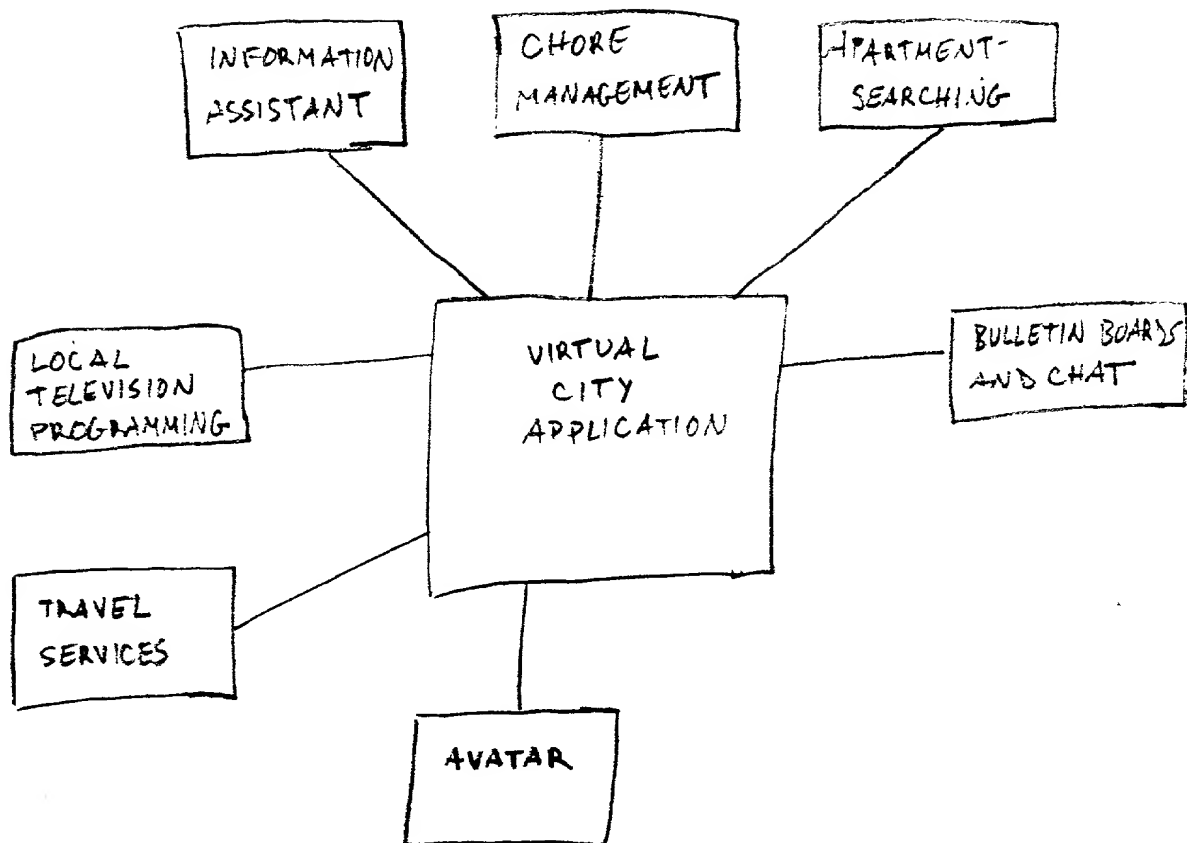 INFORMATION
ASSISTANT
CHORE
MANAGEMENT
APARTMENT-
SEARCHING
LOCAL
TELEVISION
PROGRAMMING
VIRTUAL
CITY
APPLICATION
BULLETIN BOARDS
AND CHAT
TRAVEL
SERVICES
AVATAR